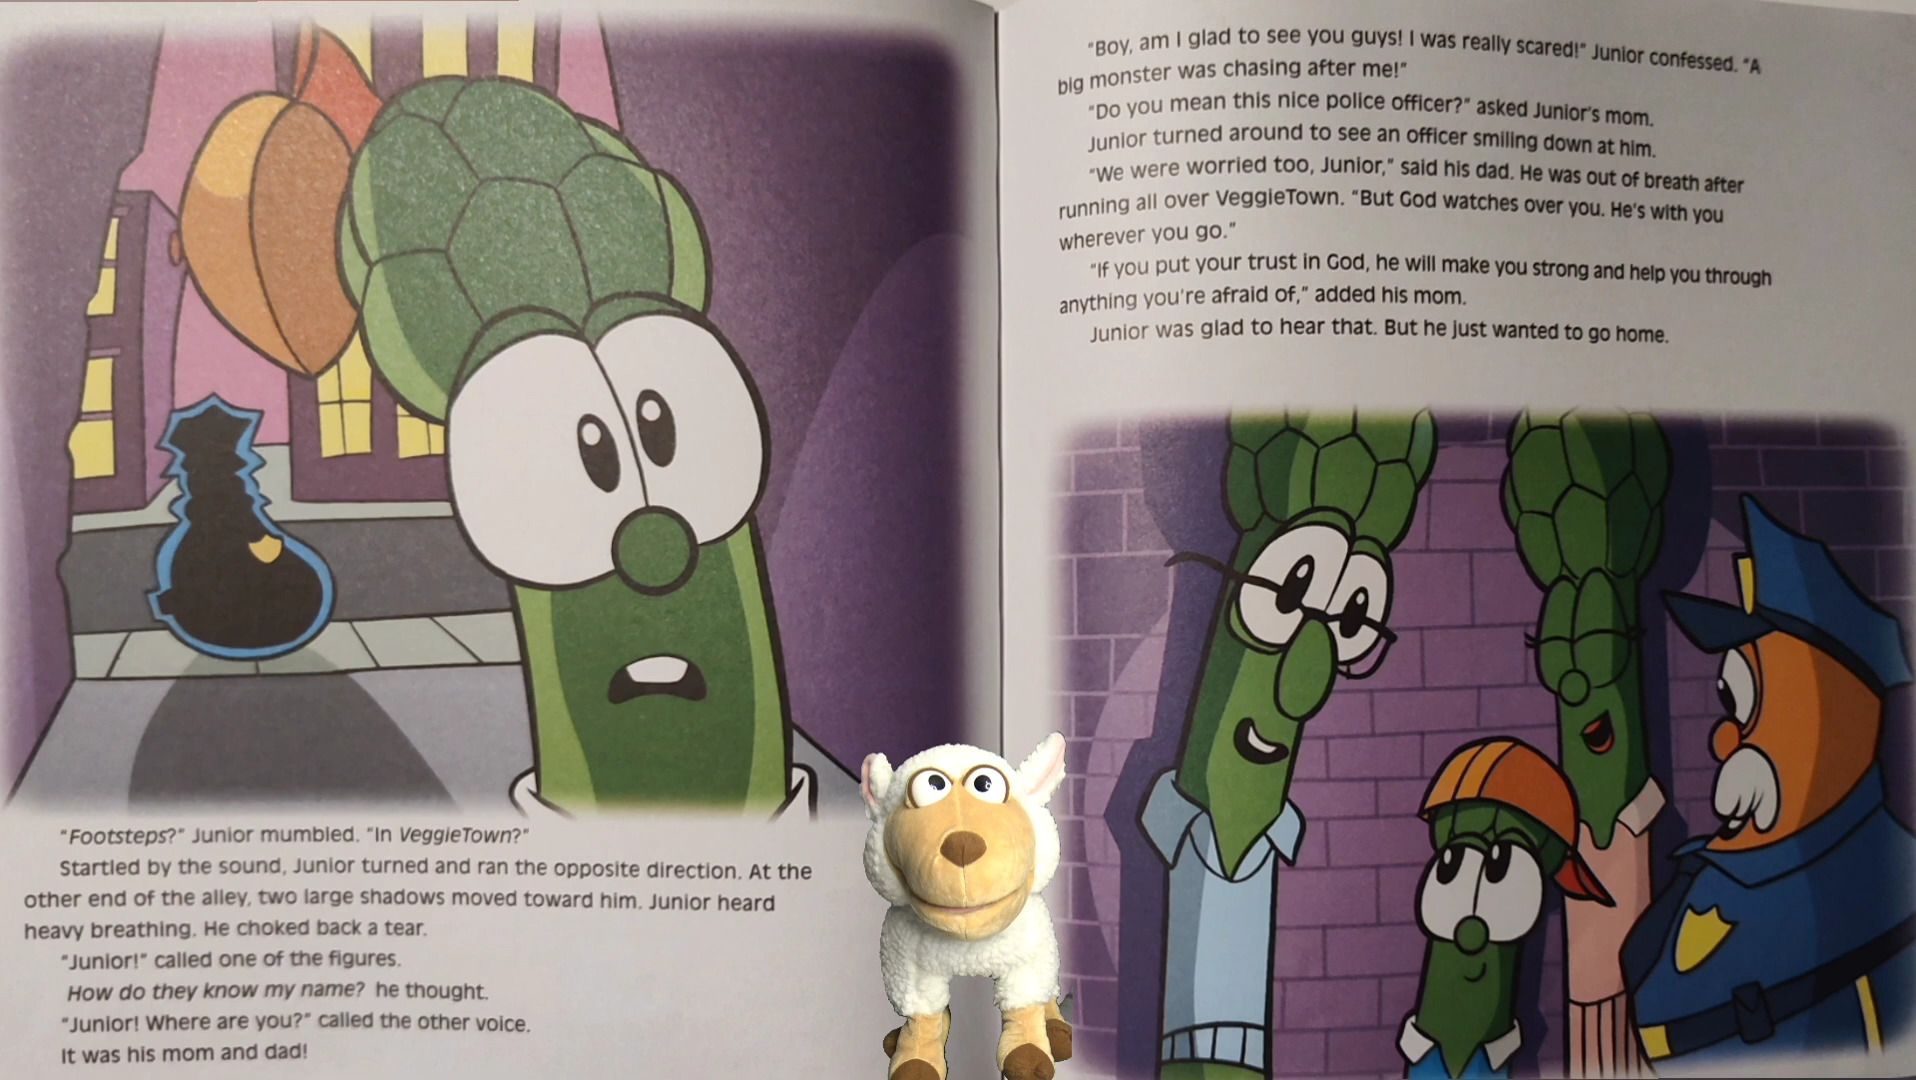 "Footsteps?" Junior mumbled. "In VeggieTown?"
Startled by the sound, Junior turned and ran the opposite direction. At the
other end of the alley, two large shadows moved toward him. Junior heard
heavy breathing. He choked back a tear.
"Junior!" called one of the figures.
How do they know my name? he thought.
"Junior! Where are you?" called the other voice.
It was his mom and dad!
"Boy, am I glad to see you guys! I was really scared!" Junior confessed. "A
big monster was chasing after me!"
"Do you mean this nice police officer?" asked Junior's mom.
Junior turned around to see an officer smiling down at him.
"We were worried too, Junior," said his dad. He was out of breath after
running all over VeggieTown. "But God watches over you. He's with you
wherever you go."
"If you put your trust in God, he will make you strong and help you through
anything you're afraid of," added his mom.
Junior was glad to hear that. But he just wanted to go home.